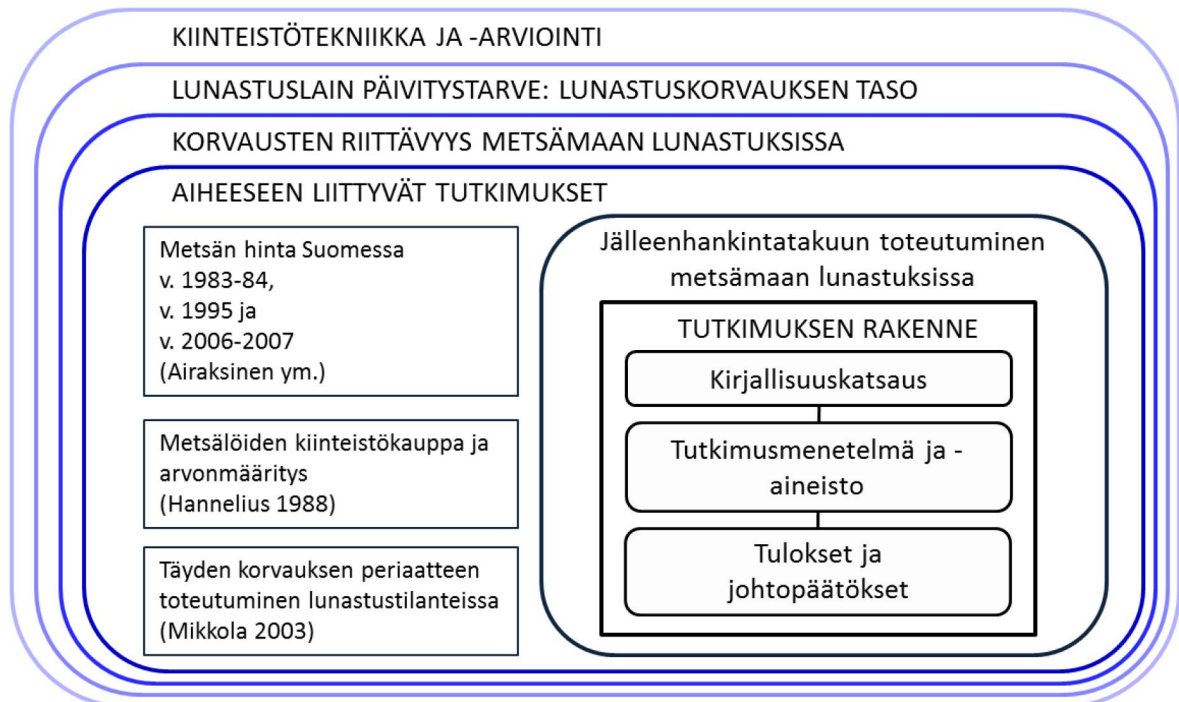 KIINTEISTÖTEKNIIKKA JA -ARVIOINTI
LUNASTUSLAIN PÄIVITYSTARVE: LUNASTUSKORVAUKSEN TASO
KORVAUSTEN RIITTÄVYYS METSÄMAAN LUNASTUKSISSA
AIHEESEEN LIITTYVÄT TUTKIMUKSET
Metsän hinta Suomessa
v. 1983-84,
v. 1995 ja
v. 2006-2007
(Airaksinen ym.)
Metsälöiden kiinteistökauppa ja
arvonmääritys
(Hannelius 1988)
Täyden korvauksen periaatteen
toteutuminen lunastustilanteissa
(Mikkola 2003)
Jälleenhankintatakuun toteutuminen
metsämaan lunastuksissa
TUTKIMUKSEN RAKENNE
Kirjallisuuskatsaus
Tutkimusmenetelmä ja -
aineisto
Tulokset ja
johtopäätökset